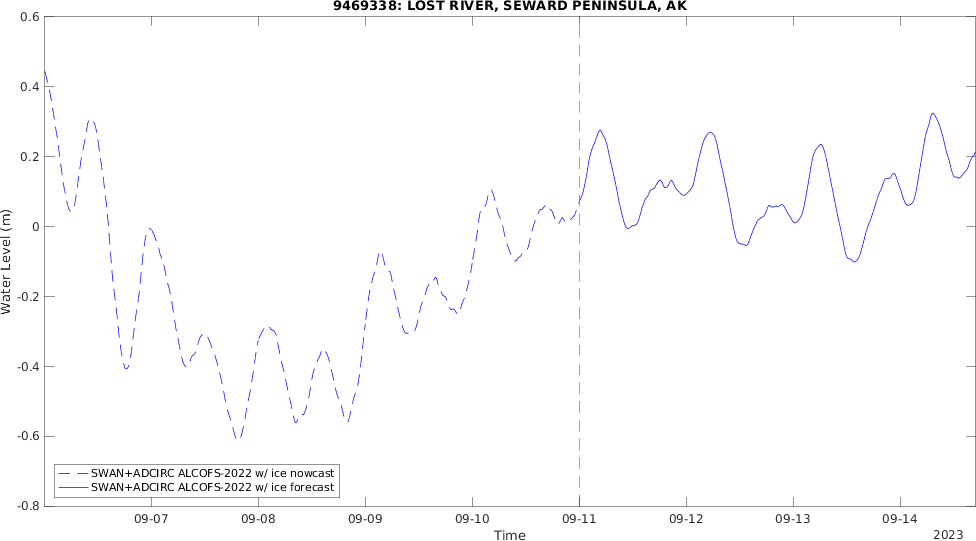 9469338: LOST RIVER, SEWARD PENINSULA, AK
0.6
0.4
0.2
0
-0.2
-0.4
-0.6
-0.8
Water Level (m)
SWAN+ADCIRC ALCOFS-2022 w/ ice nowcast
SWAN+ADCIRC ALCOFS-2022 w/ ice forecast
09-07 09-08 09-09 09-10 09-11 09-12 09-13 09-14
Time
2023